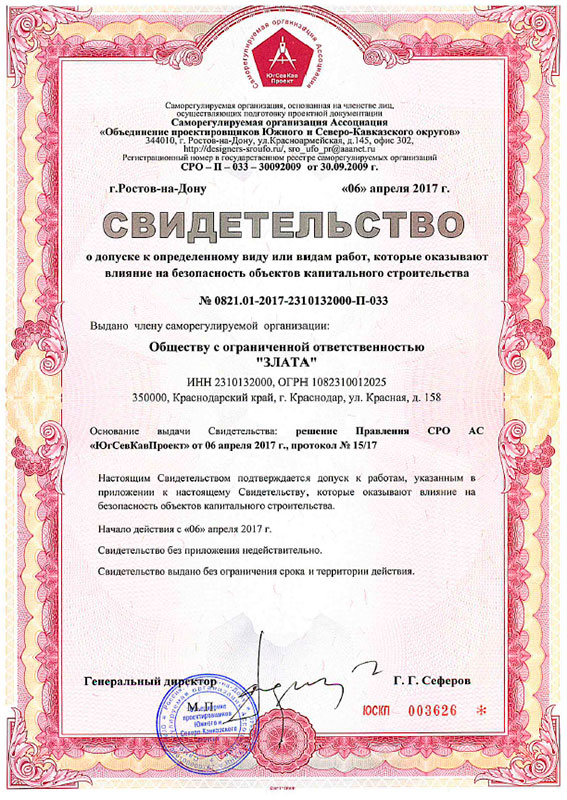 Саморегулируемая организация Ассоциация
ЮгСевКав
Проект
Саморегулируемая организация, основанная на членстве лиц,
осуществляющих подготовку проектной документации
Саморегулируемая организация Ассоциация
«Объединение проектировщиков Южного и Северо-Кавказского округов»
344010, г. Ростов-на-Дону, ул.Красноармейская, д.145, офис 302,
http://designers-sroufo.ru/, sro_ufo_pr@aaanet.ru
Регистрационный номер в государственном реестре саморегулируемых организаций
СРО – П – 033 – 30092009 от 30.09.2009 г.
г.Ростов-на-Дону «06» апреля 2017 г.
СВИДЕТЕЛЬСТВО
о допуске к определенному виду или видам работ, которые оказывают
влияние на безопасность объектов капитального строительства
№ 0821.01-2017-2310132000-П-033
Выдано члену саморегулируемой организации:
Обществу с ограниченной ответственностью
"ЗЛАТА"
ИНН 2310132000, ОГРН 1082310012025
350000, Краснодарский край, г. Краснодар, ул. Красная, д. 158
Основание выдачи Свидетельства: решение Правления СРО АС
«ЮгСевКавПроект» от 06 апреля 2017 г., протокол № 15/17
Настоящим Свидетельством подтверждается допуск к работам, указанным в
приложении к настоящему Свидетельству, которые оказывают влияние на
безопасность объектов капитального строительства.
Начало действия с «06» апреля 2017 г.
Свидетельство без приложения недействительно.
Свидетельство выдано без ограничения срока и территории действия.
Генеральный директор Г. Г. Сеферов
М.П.
проектировщиков
Южного и
Северо-Кавказского
ЮСКП 003626 *